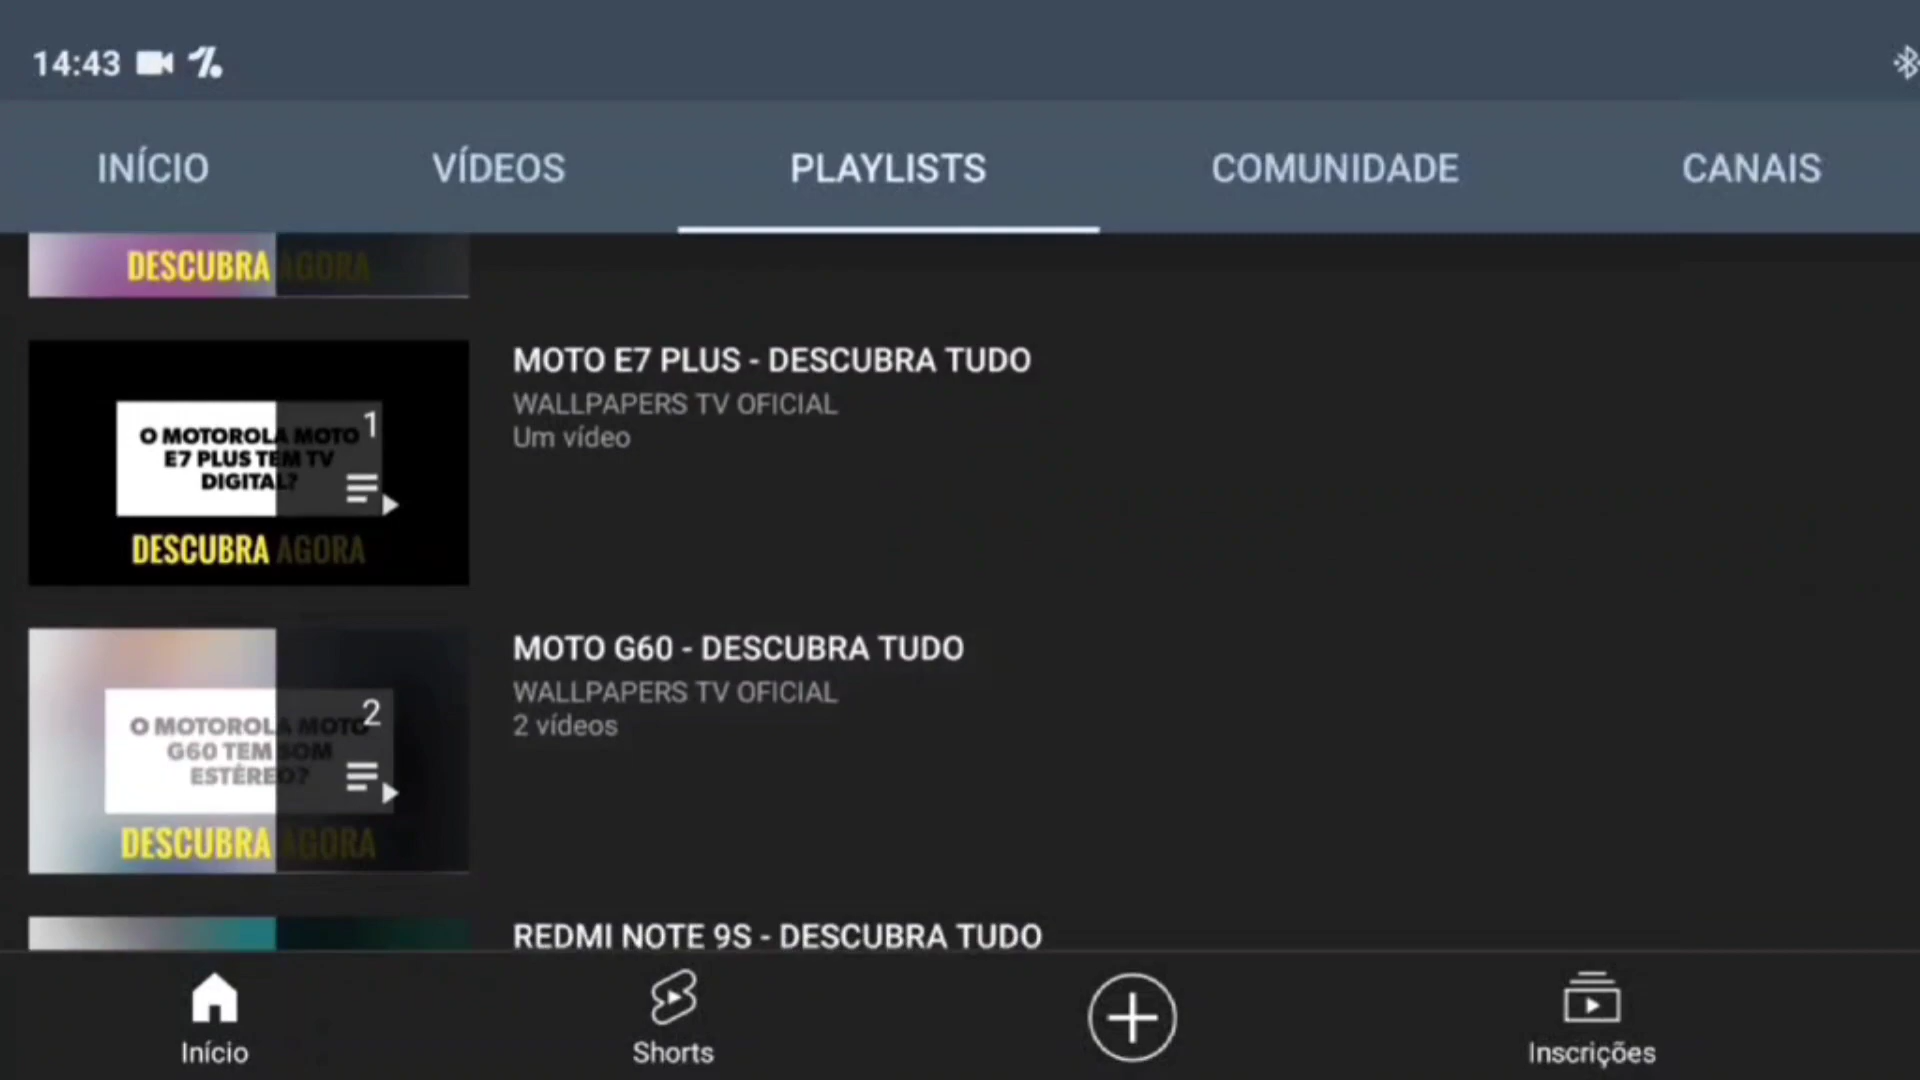 14:43
INÍCIO
VÍDEOS
PLAYLISTS
COMUNIDADE
CANAIS
DESCUBRA AGORA
O MOTOROLA MOTO
E7 PLUS TEM TV
DIGITAL?
1
DESCUBRA AGORA
MOTO E7 PLUS - DESCUBRA TUDO
WALLPAPERS TV OFICIAL
Um vídeo
O MOTOROLA MOTO
G60 TEM SOM
ESTÉREO?
2
DESCUBRA AGORA
MOTO G60 - DESCUBRA TUDO
WALLPAPERS TV OFICIAL
2 vídeos
REDMI NOTE 9S - DESCUBRA TUDO
Início
Shorts
Inscrições